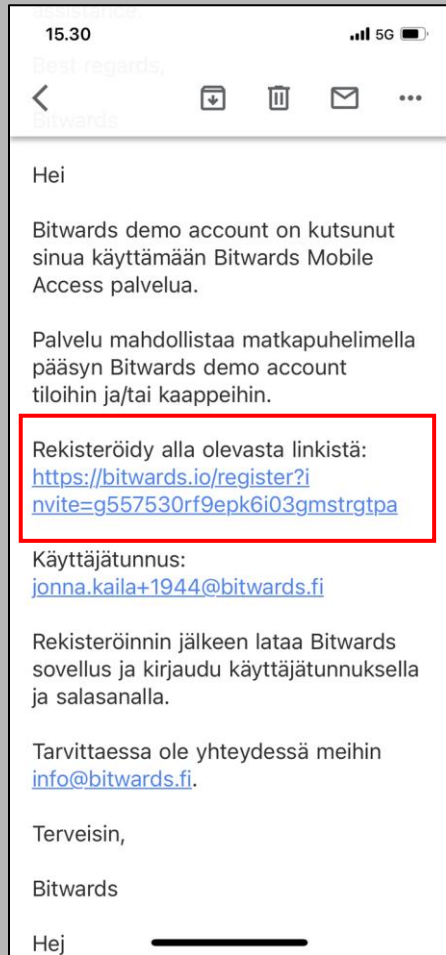 assistance.
15.30
5G
Best regards,
Bitwards
Hei
Bitwards demo account on kutsunut
sinua käyttämään Bitwards Mobile
Access palvelua.
Palvelu mahdollistaa matkapuhelimella
pääsyn Bitwards demo account
tiloihin ja/tai kaappeihin.
Rekisteröidy alla olevasta linkistä:
https://bitwards.io/register?i
nvite=g557530rf9epk6i03gmstrgtpa
Käyttäjätunnus:
jonna.kaila+1944@bitwards.fi
Rekisteröinnin jälkeen lataa Bitwards
sovellus ja kirjaudu käyttäjätunnuksella
ja salasanalla.
Tarvittaessa ole yhteydessä meihin
info@bitwards.fi.
Terveisin,
Bitwards
Hej